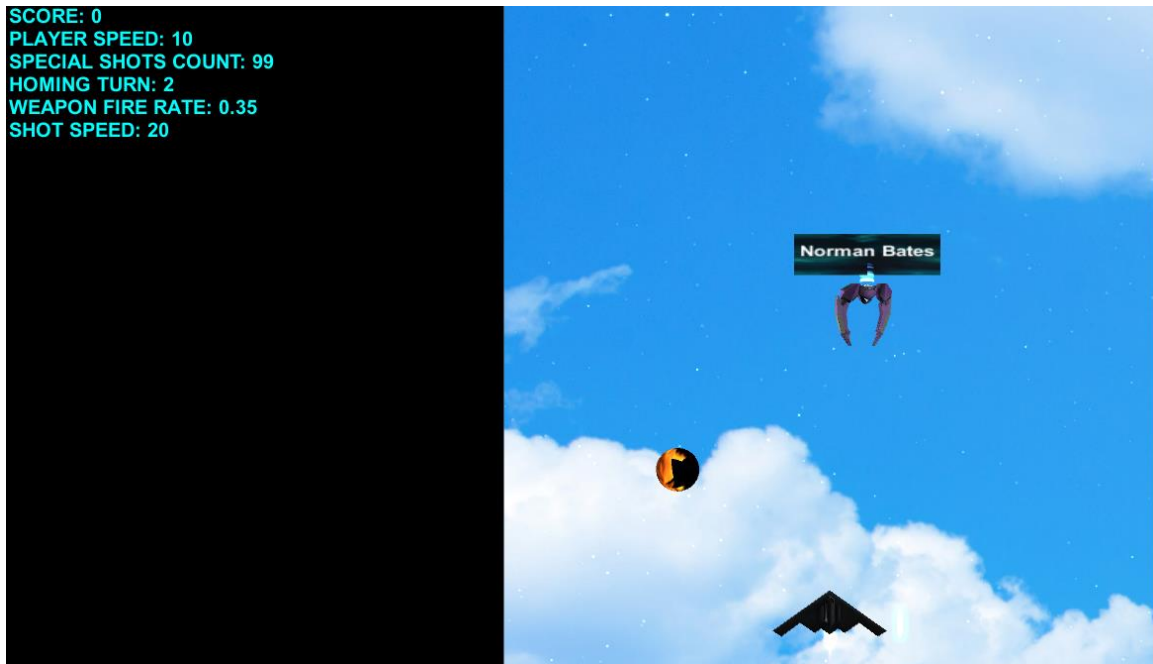 SCORE: 0
PLAYER SPEED: 10
SPECIAL SHOTS COUNT: 99
HOMING TURN: 2
WEAPON FIRE RATE: 0.35
SHOT SPEED: 20
Norman Bates